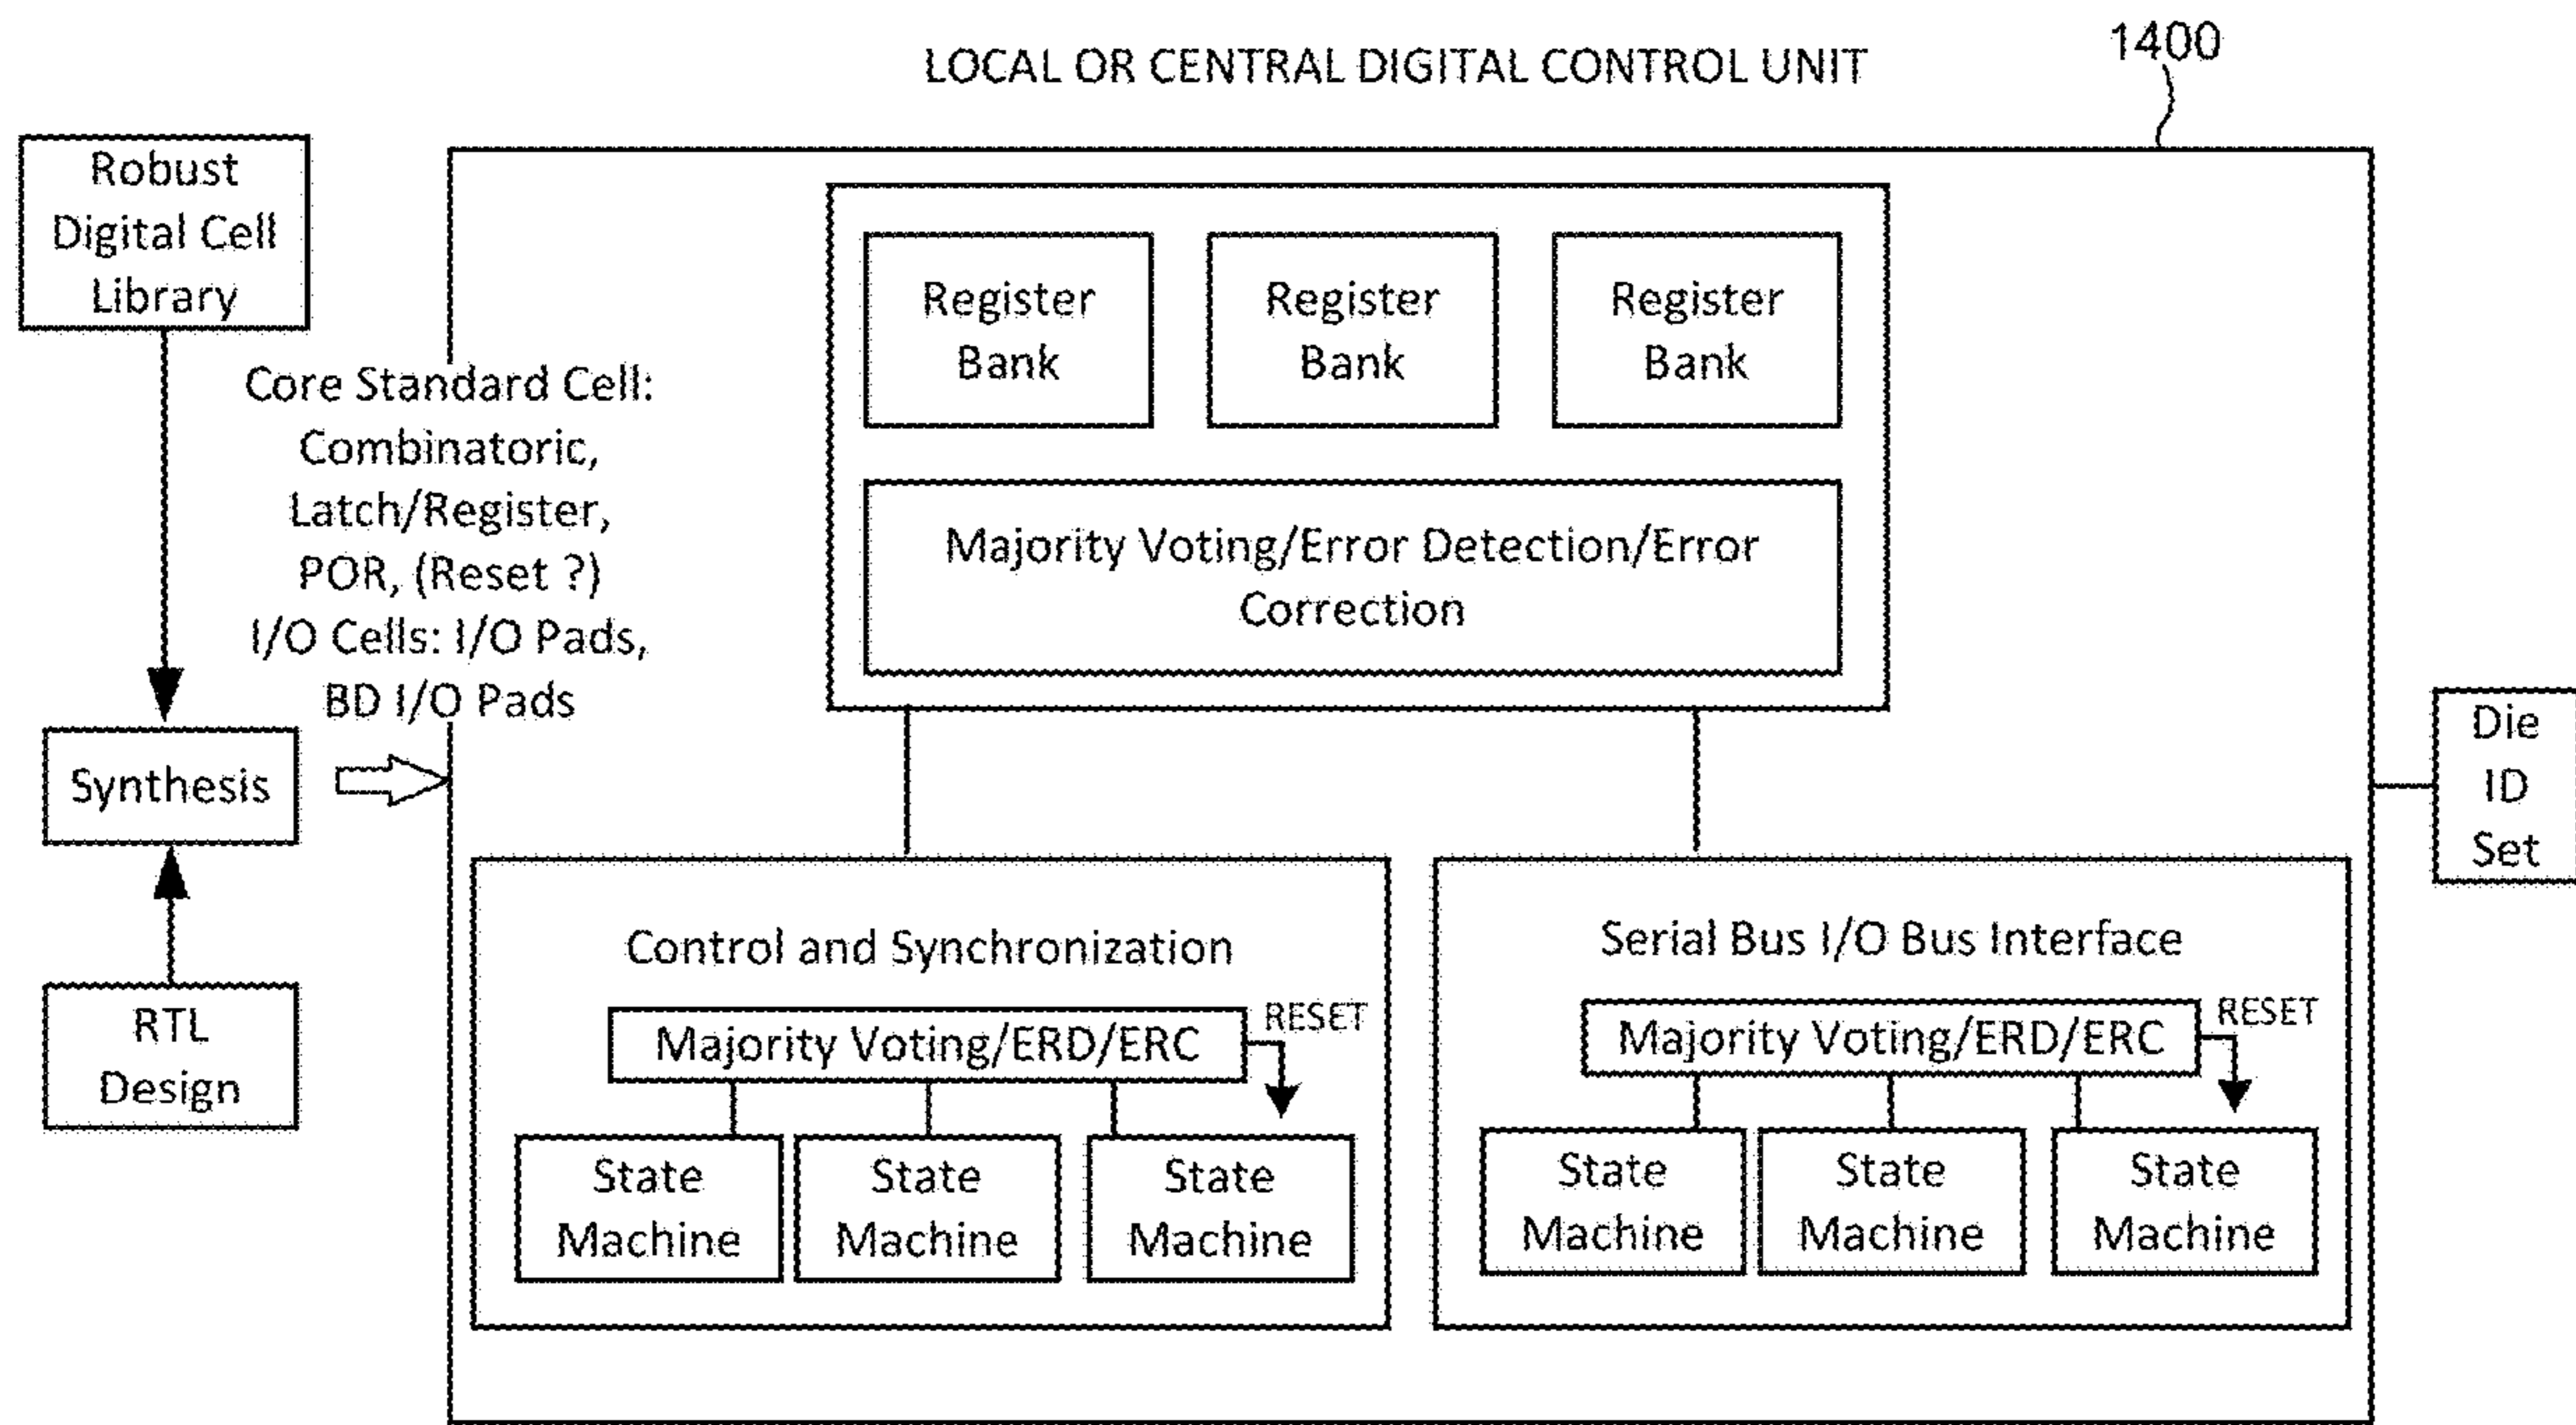 LOCAL OR CENTRAL DIGITAL CONTROL UNIT
1400
Robust
Digital Cell
Library
Core Standard Cell:
Combinatoric,
Latch/Register,
POR, (Reset ?)
I/O Cells: I/O Pads,
BD I/O Pads
Synthesis
RTL
Design
Register
Bank
Register
Bank
Register
Bank
Majority Voting/Error Detection/Error
Correction
Control and Synchronization
Majority Voting/ERD/ERC
RESET
State
Machine
State
Machine
State
Machine
Serial Bus I/O Bus Interface
Majority Voting/ERD/ERC
RESET
State
Machine
State
Machine
State
Machine
Die
ID
Set